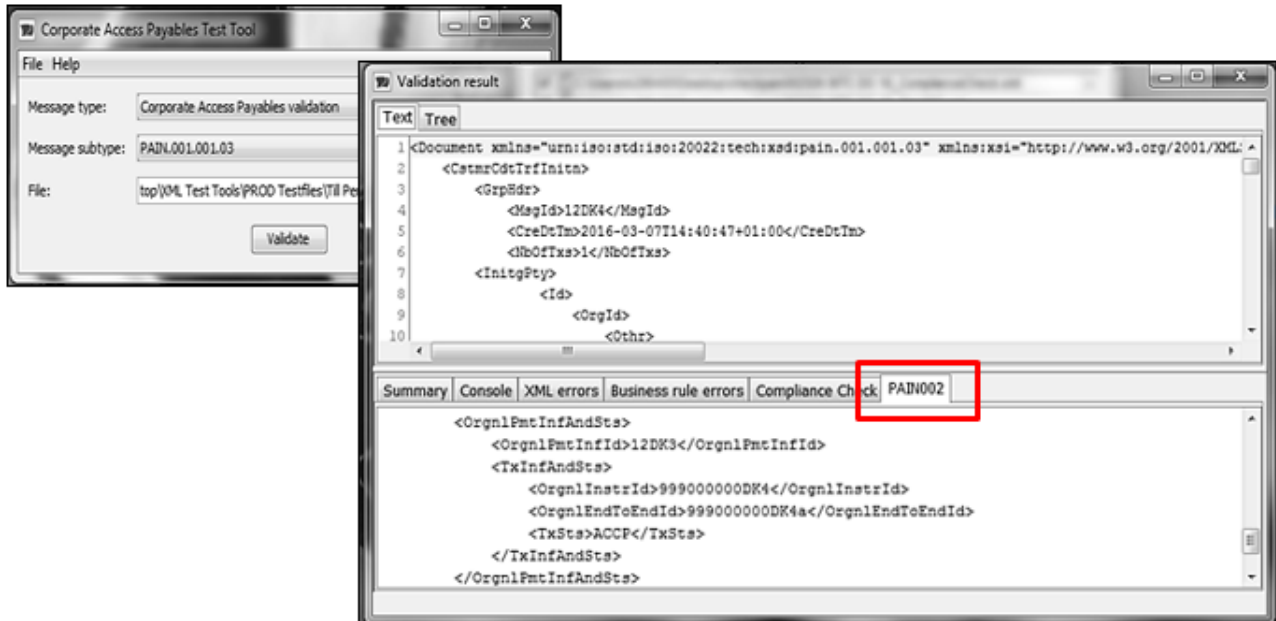 Corporate Access Payables Test Tool
File Help
Message type: Corporate Access Payables validation
Message subtype: PAIN.001.001.03
File: top\XML Test Tools\PROD Testfiles\Till
Validate
Validation result
Text Tree
1 <Document xmlns="urn:iso:std:iso:20022:tech:xsd:pain.001.001.03" xmlns:xsi="http://www.w3.org/2001/XML
2 <CstmrCdtTrfInitn>
3 <GrpHdr>
4 <MsgId>12DK4</MsgId>
5 <CreDtTm>2016-03-07T14:40:47+01:00</CreDtTm>
6 <NbOfTxs>1</NbOfTxs>
7 <InitgPty>
8 <Id>
9 <OrgId>
10 <Othr>
Summary Console XML errors Business rule errors Compliance Check PAIN002
<OrgnlPmtInfAndSts>
<OrgnlPmtInfId>12DK3</OrgnlPmtInfId>
<TxInfAndSts>
<OrgnlInstrId>999000000DK4</OrgnlInstrId>
<OrgnlEndToEndId>999000000DK4a</OrgnlEndToEndId>
<TxSts>ACCP</TxSts>
</TxInfAndSts>
</OrgnlPmtInfAndSts>